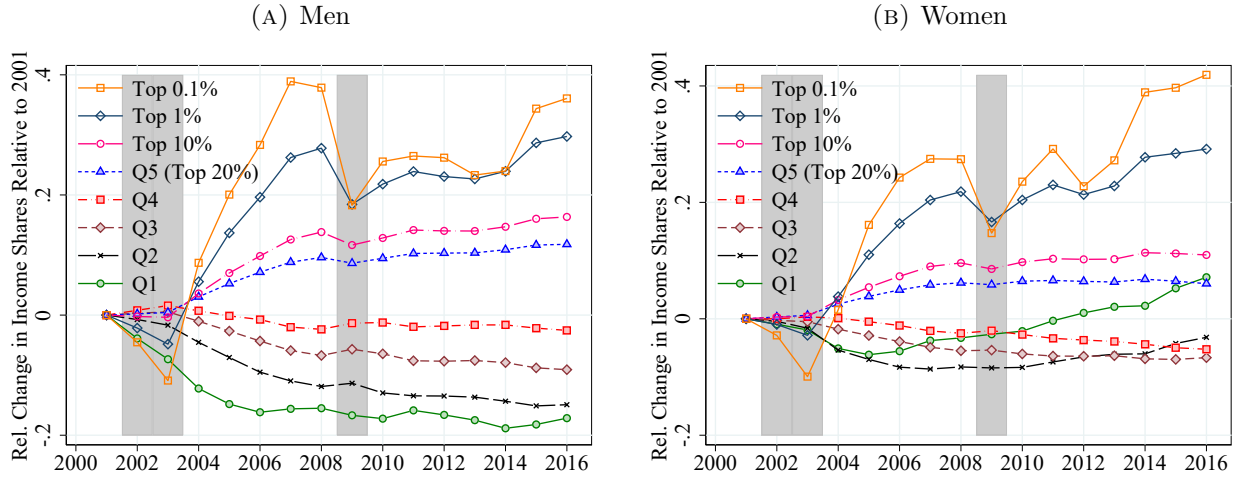 (A) Men
Rel. Change in Income Shares Relative to 2001
.4
.2
0
-.2
Top 0.1%
Top 1%
Top 10%
Q5 (Top 20%)
Q4
Q3
Q2
Q1
2000 2002 2004 2006 2008 2010 2012 2014 2016
(B) Women
Rel. Change in Income Shares Relative to 2001
.4
.2
0
-.2
Top 0.1%
Top 1%
Top 10%
Q5 (Top 20%)
Q4
Q3
Q2
Q1
2000 2002 2004 2006 2008 2010 2012 2014 2016